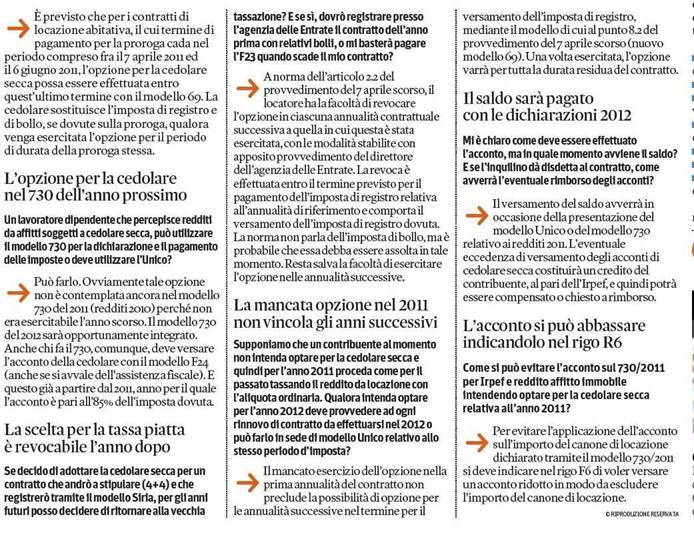 È previsto che per i contratti di
locazione abitativa, il cui termine di
pagamento per la proroga cada nel
periodo compreso fra il 7 aprile 2011 ed
il 6 giugno 2011, l'opzione per la cedolare
secca possa essere effettuata entro
quest'ultimo termine con il modello 69. La
cedolare sostituisce l'imposta di registro e
di bollo, se dovute sulla proroga, qualora
venga esercitata l'opzione per il periodo
di durata della proroga stessa.
L'opzione per la cedolare
nel 730 dell'anno prossimo
Un lavoratore dipendente che percepisce redditi
da affitti soggetti a cedolare secca, può utilizzare
il modello 730 per la dichiarazione e il pagamento
delle imposte o deve utilizzare l'Unico?
Può farlo. Ovviamente tale opzione
non è contemplata ancora nel modello
730 del 2011 (redditi 2010) perché non
era esercitabile l'anno scorso. Il modello 730
del 2012 sarà opportunamente integrato.
Anche chi fa il 730, comunque, deve versare
l'acconto della cedolare con il modello F24
(anche se si avvale dell'assistenza fiscale). E
questo già a partire dal 2011, anno per il quale
l'acconto è pari all'85% dell'imposta dovuta.
La scelta per la tassa piatta
è revocabile l'anno dopo
Se decido di adottare la cedolare secca per un
contratto che andrò a stipulare (4+4) e che
registrerò tramite il modello Siria, per gli anni
futuri posso decidere di ritornare alla vecchia
tassazione? E se sì, dovrò registrare presso
l'agenzia delle Entrate il contratto dell'anno
prima con relativi bolli, o mi basterà pagare
l'F23 quando scade il mio contratto?
A norma dell'articolo 2.2 del
provvedimento del 7 aprile scorso, il
locatore ha la facoltà di revocare
l'opzione in ciascuna annualità contrattuale
successiva a quella in cui questa è stata
esercitata, con le modalità stabilite con
apposito provvedimento del direttore
dell'agenzia delle Entrate. La revoca è
effettuata entro il termine previsto per il
pagamento dell'imposta di registro relativa
all'annualità di riferimento e comporta il
versamento dell'imposta di registro dovuta.
La norma non parla dell'imposta di bollo, ma è
probabile che essa debba essere assolta in tale
momento. Resta salva la facoltà di esercitare
l'opzione nelle annualità successive.
La mancata opzione nel 2011
non vincola gli anni successivi
Supponiamo che un contribuente al momento
non intenda optare per la cedolare secca e
quindi per l'anno 2011 proceda come per il
passato tassando il reddito da locazione con
l'aliquota ordinaria. Qualora intenda optare
per l'anno 2012 deve provvedere ad ogni
rinnovo di contratto da effettuarsi nel 2012 o
può farlo in sede di modello Unico relativo allo
stesso periodo d'imposta?
Il mancato esercizio dell'opzione nella
prima annualità del contratto non
preclude la possibilità di opzione per
le annualità successive nel termine per il
versamento dell'imposta di registro,
mediante il modello di cui al punto 8.2 del
provvedimento del 7 aprile scorso (nuovo
modello 69). Una volta esercitata, l'opzione
varrà per tutta la durata residua del contratto.
Il saldo sarà pagato
con le dichiarazioni 2012
Mi è chiaro come deve essere effettuato
l'acconto, ma in quale momento avviene il saldo?
E se l'inquilino dà disdetta al contratto, come
avverrà l'eventuale rimborso degli acconti?
Il versamento del saldo avverrà in
occasione della presentazione del
modello Unico o del modello 730
relativo ai redditi 2011. L'eventuale
eccedenza di versamento degli acconti di
cedolare secca costituirà un credito del
contribuente, al pari dell'Irpef, e quindi potrà
essere compensato o chiesto a rimborso.
L'acconto si può abbassare
indicandolo nel rigo R6
Come si può evitare l'acconto sul 730/2011
per Irpef e reddito affitto immobile
intendendo optare per la cedolare secca
relativa all'anno 2011?
Per evitare l'applicazione dell'acconto
sull'importo del canone di locazione
dichiarato tramite il modello 730/2011
si deve indicare nel rigo F6 di voler versare
un acconto ridotto in modo da escludere
l'importo del canone di locazione.
© RIPRODUZIONE RISERVATA